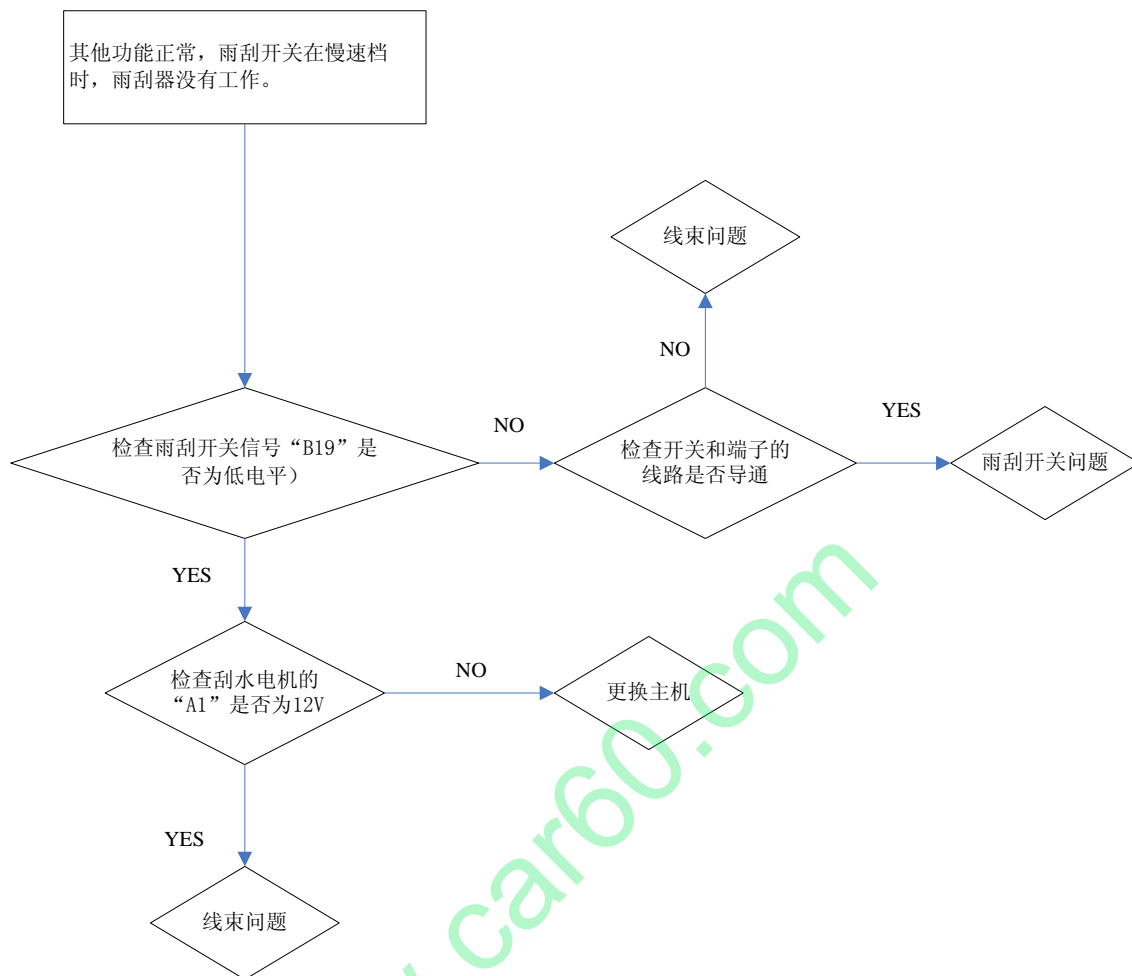 其他功能正常，雨刮开关在慢速档
时，雨刮器没有工作。
线束问题
NO
检查雨刮开关信号“B19”是
否为低电平）
NO
检查开关和端子的
线路是否导通
YES
雨刮开关问题
YES
检查刮水电机的
“A1”是否为12V
NO
更换主机
YES
线束问题
car60.com